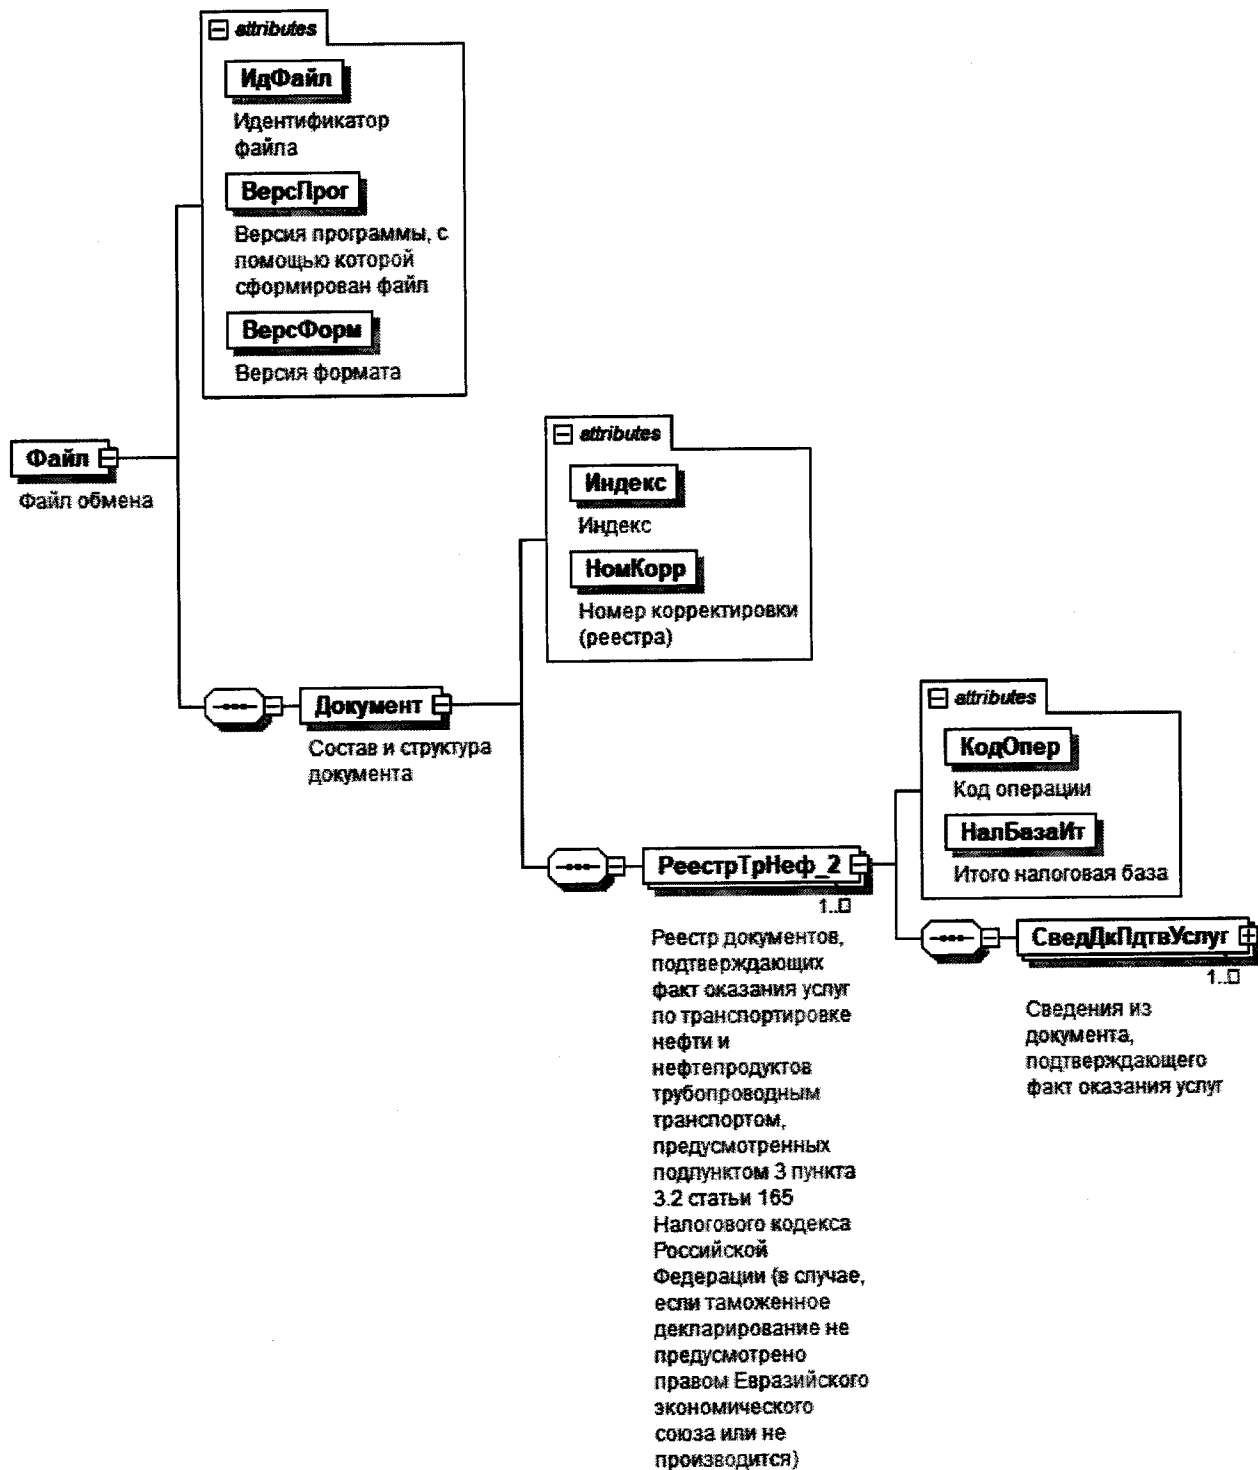 attributes
ИдФайл
Идентификатор
файла
ВерсПрог
Версия программы, с
помощью которой
сформирован файл
ВерсФорм
Версия формата
Файл
Файл обмена
attributes
Индекс
Индекс
НомКорр
Номер корректировки
(реестра)
Документ
Состав и структура
документа
attributes
КодОпер
Код операции
НалБазаИт
Итого налоговая база
РеестрТрНеф_2
1..□
Реестр документов,
подтверждающих
факт оказания услуг
по транспортировке
нефти и
нефтепродуктов
трубопроводным
транспортом,
предусмотренных
подпунктом 3 пункта
3.2 статьи 165
Налогового кодекса
Российской
Федерации (в случае,
если таможенное
декларирование не
предусмотрено
правом Евразийского
экономического
союза или не
производится)
СведДкПдтвУслуг
1..□
Сведения из
документа,
подтверждающего
факт оказания услуг